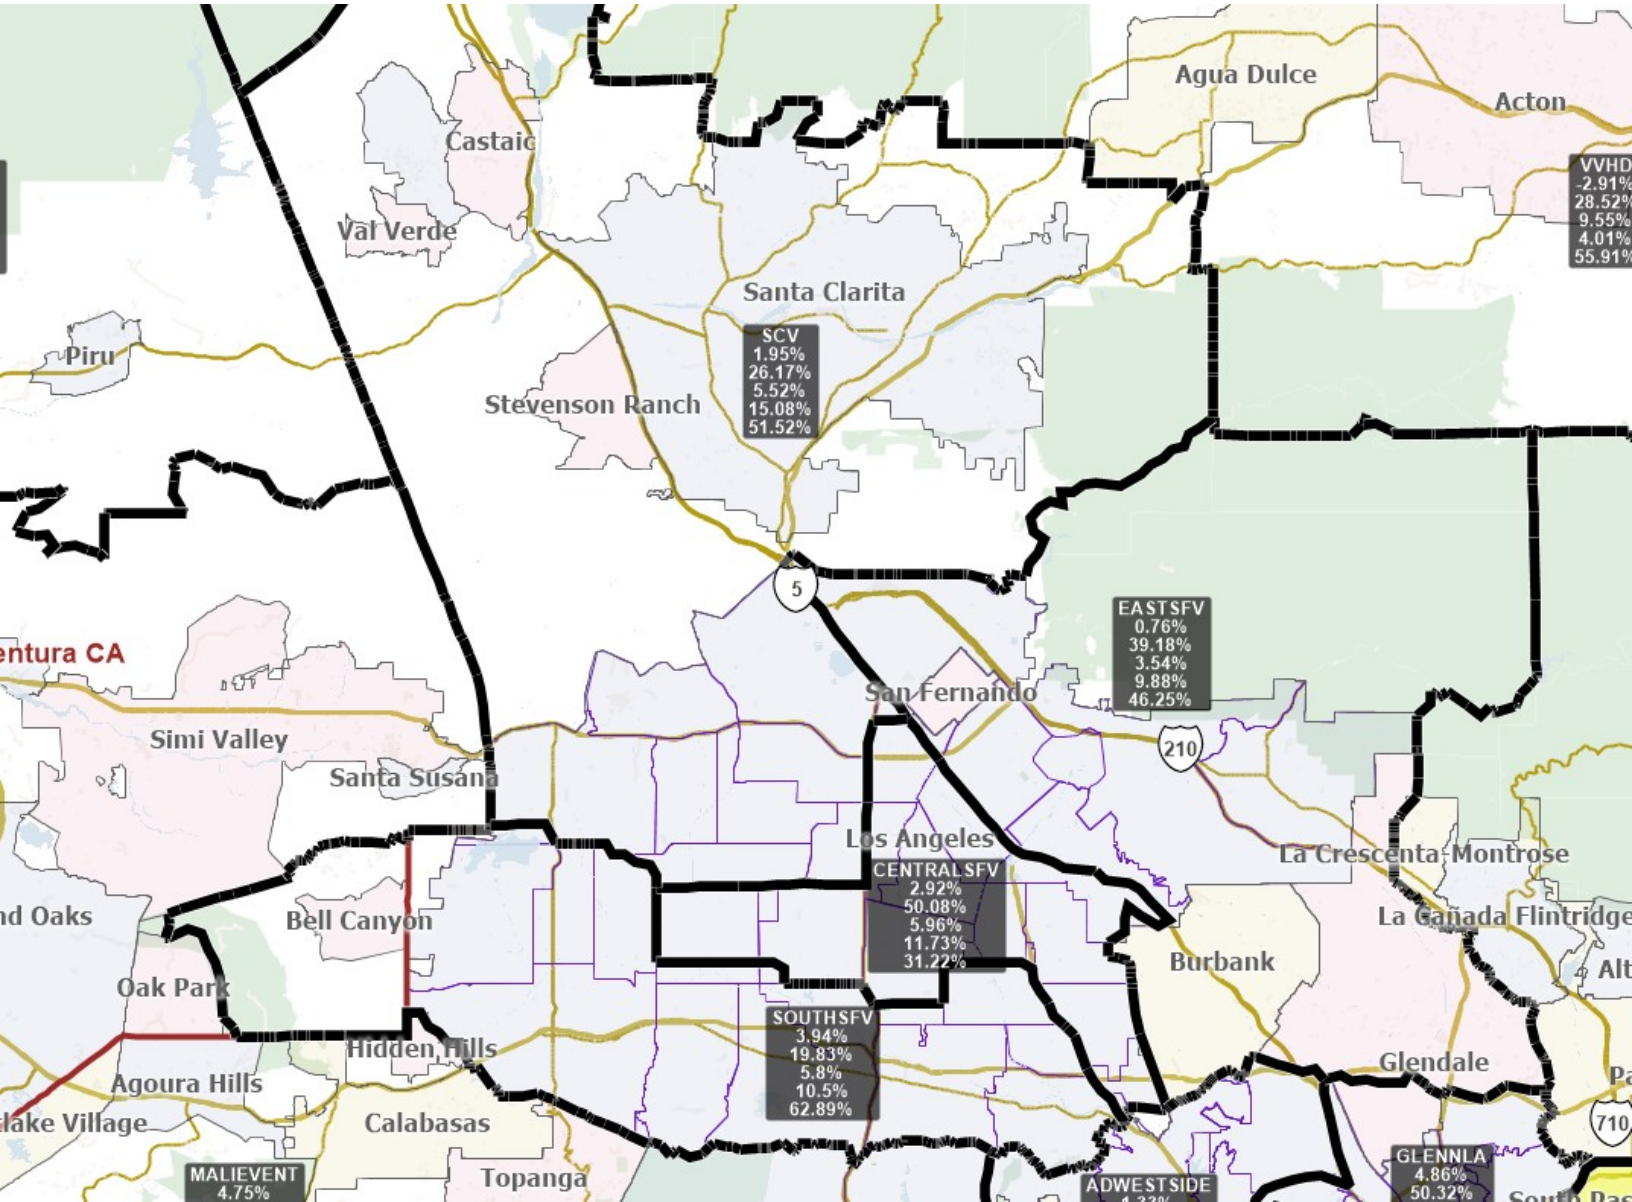 Agua Dulce
Acton
Castaic
VVHD
-2.91%
28.52%
9.55%
4.01%
55.91%
Val Verde
Santa Clarita
SCV
1.95%
26.17%
5.52%
15.08%
51.52%
Piru
Stevenson Ranch
5
EASTSFV
0.76%
39.18%
3.54%
9.88%
46.25%
entura CA
San Fernando
Simi Valley
210
Santa Susana
Los Angeles
La Crescenta-Montrose
CENTRALSFV
2.92%
50.08%
5.96%
11.73%
31.22%
nd Oaks
Bell Canyon
La Cañada Flintridge
Burbank
Alt
Oak Park
SOUTHSFV
3.94%
19.83%
5.8%
10.5%
62.89%
Hidden Hills
Glendale
Agoura Hills
Pa
tlake Village
Calabasas
710
MALIEVENT
4.75%
Topanga
ADWESTSIDE
GLENNLA
4.86%
50.32%
South Pas